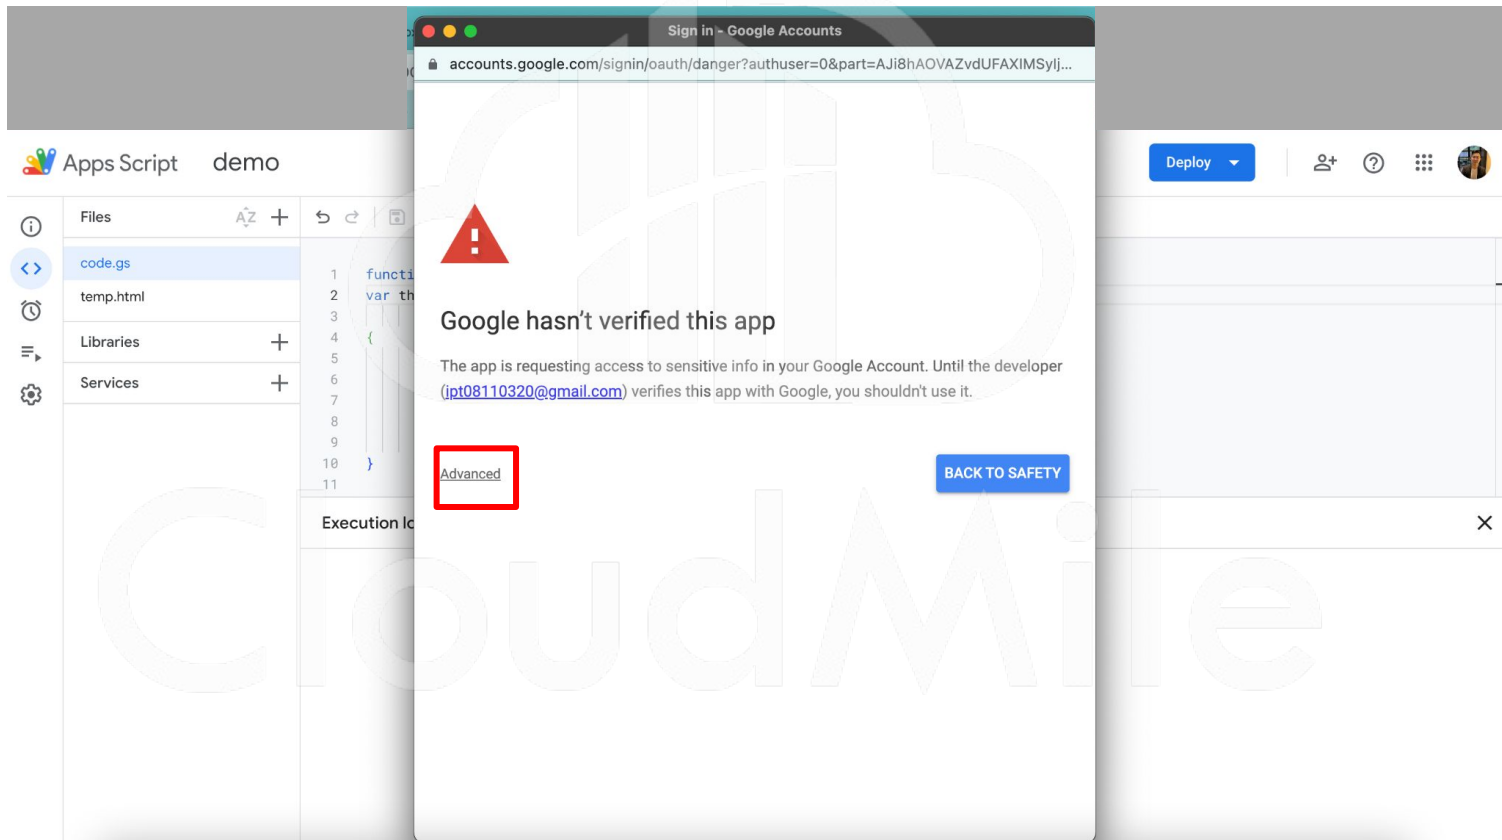 Sign in - Google Accounts
accounts.google.com/signin/oauth/danger?authuser=0&part=AJi8hAOVAZvdUFAXIMSylj...
Apps Script
demo
Deploy
Files
AZ
code.gs
temp.html
Libraries
Services
1 functi
2 var th
3
4 {
5
6
7
8
9
10 }
11
Execution lo
Google hasn't verified this app
The app is requesting access to sensitive info in your Google Account. Until the developer
(ipt08110320@gmail.com) verifies this app with Google, you shouldn't use it.
Advanced
BACK TO SAFETY
CloudMile